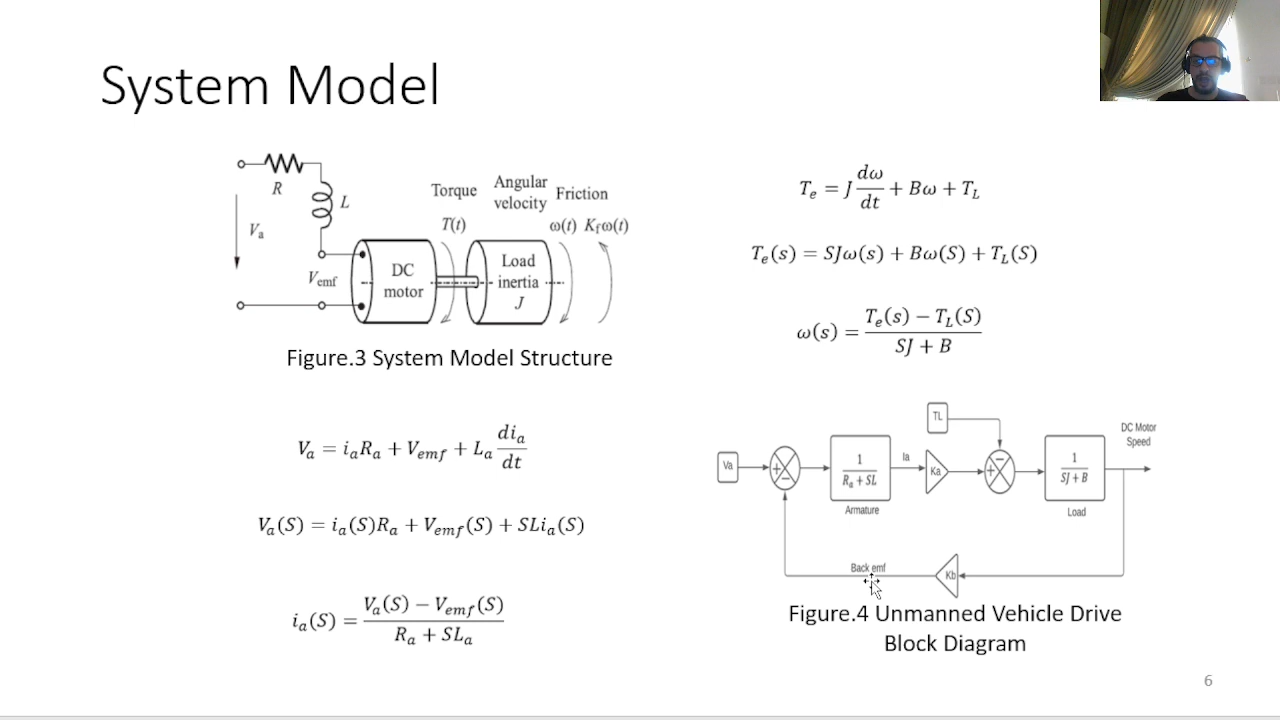 System Model
R
L
Va
Vemf
DC
motor
Torque
T(t)
Angular
velocity
Friction
ω(t) Kfω(t)
Load
inertia
J
Figure.3 System Model Structure
Va = iaRa + Vemf + La dia/dt
Va(S) = ia(S)Ra + Vemf(S) + SLia(S)
ia(S) = Va(S) − Vemf(S) / Ra + SLa
Te = J dω/dt + Bω + TL
Te(s) = SJω(s) + Bω(S) + TL(S)
ω(s) = Te(s) − TL(S) / SJ + B
TL
DC Motor
Speed
Va
+
−
1
Ra + SL
Armature
Ia
Ka
+
−
1
SJ + B
Load
Back emf
Kb
Figure.4 Unmanned Vehicle Drive
Block Diagram
6